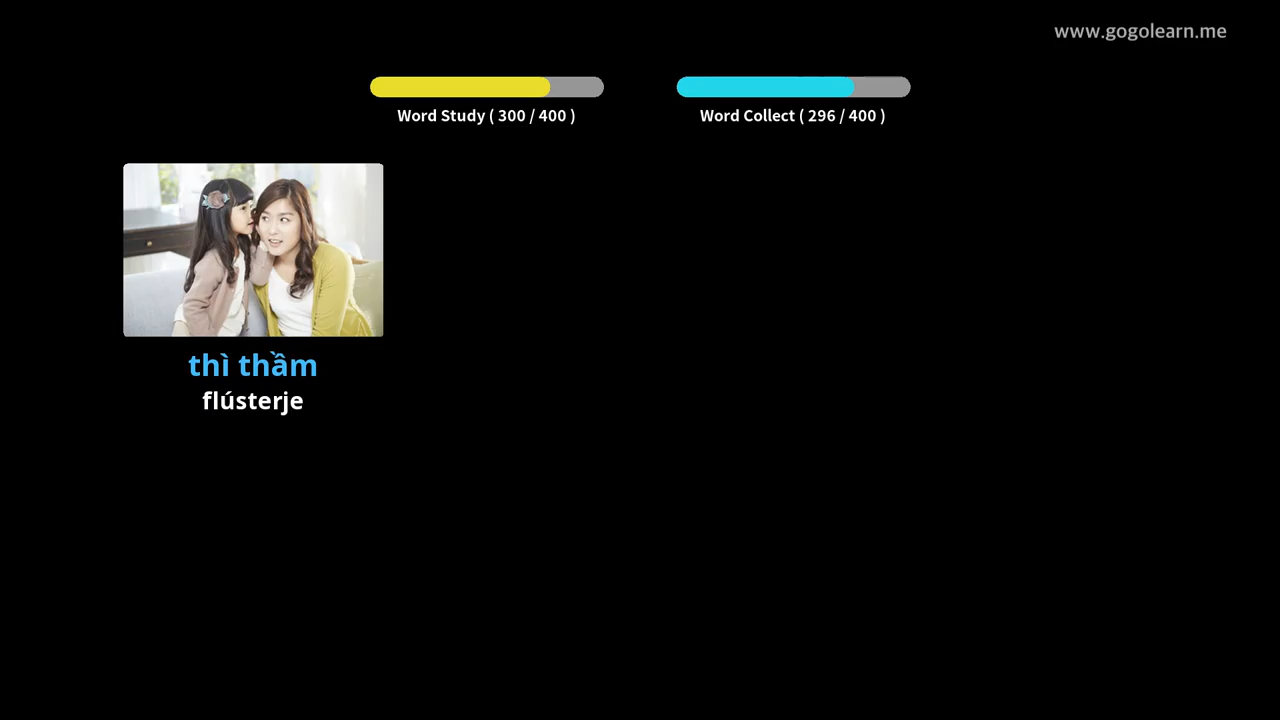 www.gogolearn.me
Word Study ( 300 / 400 )
Word Collect ( 296 / 400 )
thì thầm
flústerje